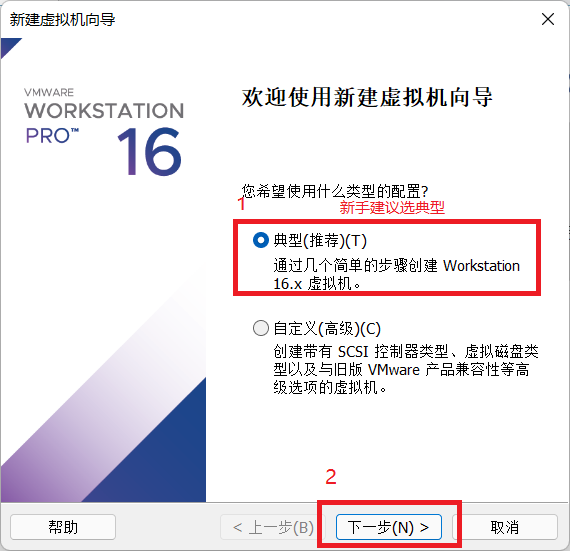 新建虚拟机向导
VMWARE
WORKSTATION
PRO™ 16
欢迎使用新建虚拟机向导
您希望使用什么类型的配置?
1
新手建议选典型
典型(推荐)(T)
通过几个简单的步骤创建 Workstation
16.x 虚拟机。
自定义(高级)(C)
创建带有 SCSI 控制器类型、虚拟磁盘类
型以及与旧版 VMware 产品兼容性等高
级选项的虚拟机。
2
帮助
< 上一步(B)
下一步(N) >
取消